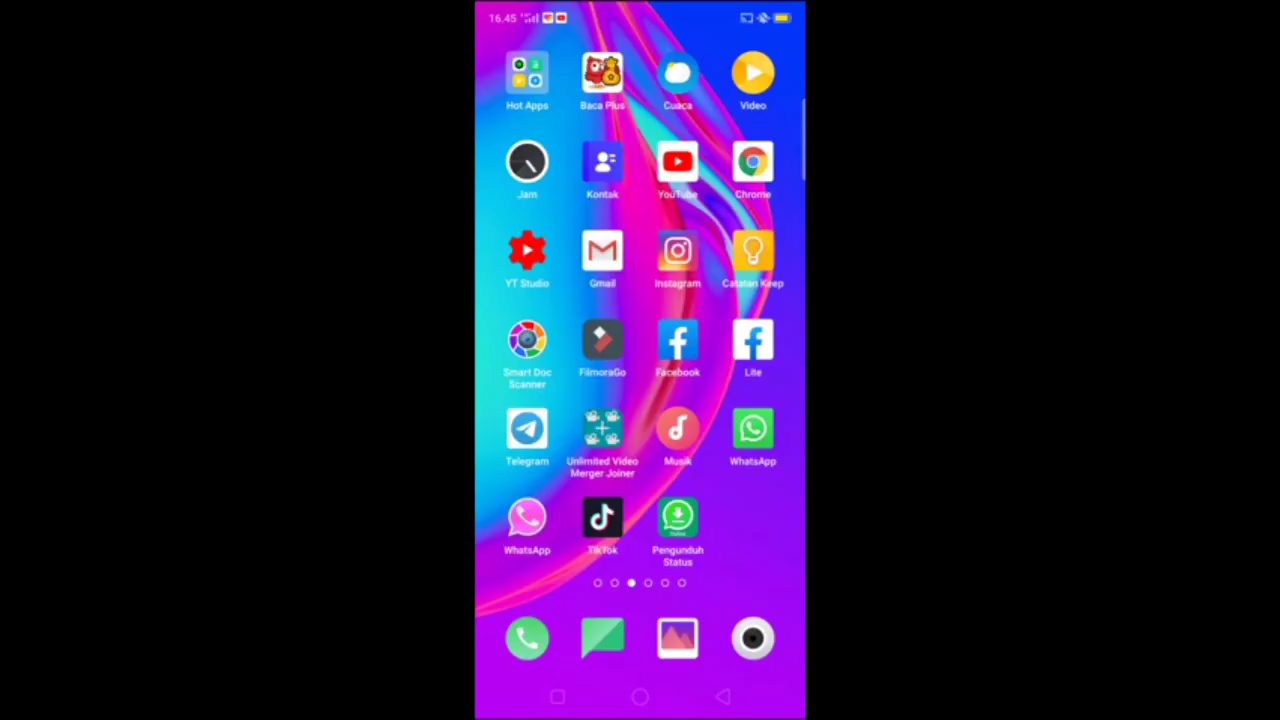 16.45
Hot Apps
Baca Plus
Cuaca
Video
Jam
Kontak
YouTube
Chrome
YT Studio
Gmail
Instagram
Catatan Keep
Smart Doc
Scanner
FilmoraGo
Facebook
Lite
Telegram
Unlimited Video
Merger Joiner
Musik
WhatsApp
WhatsApp
TikTok
Pengunduh
Status